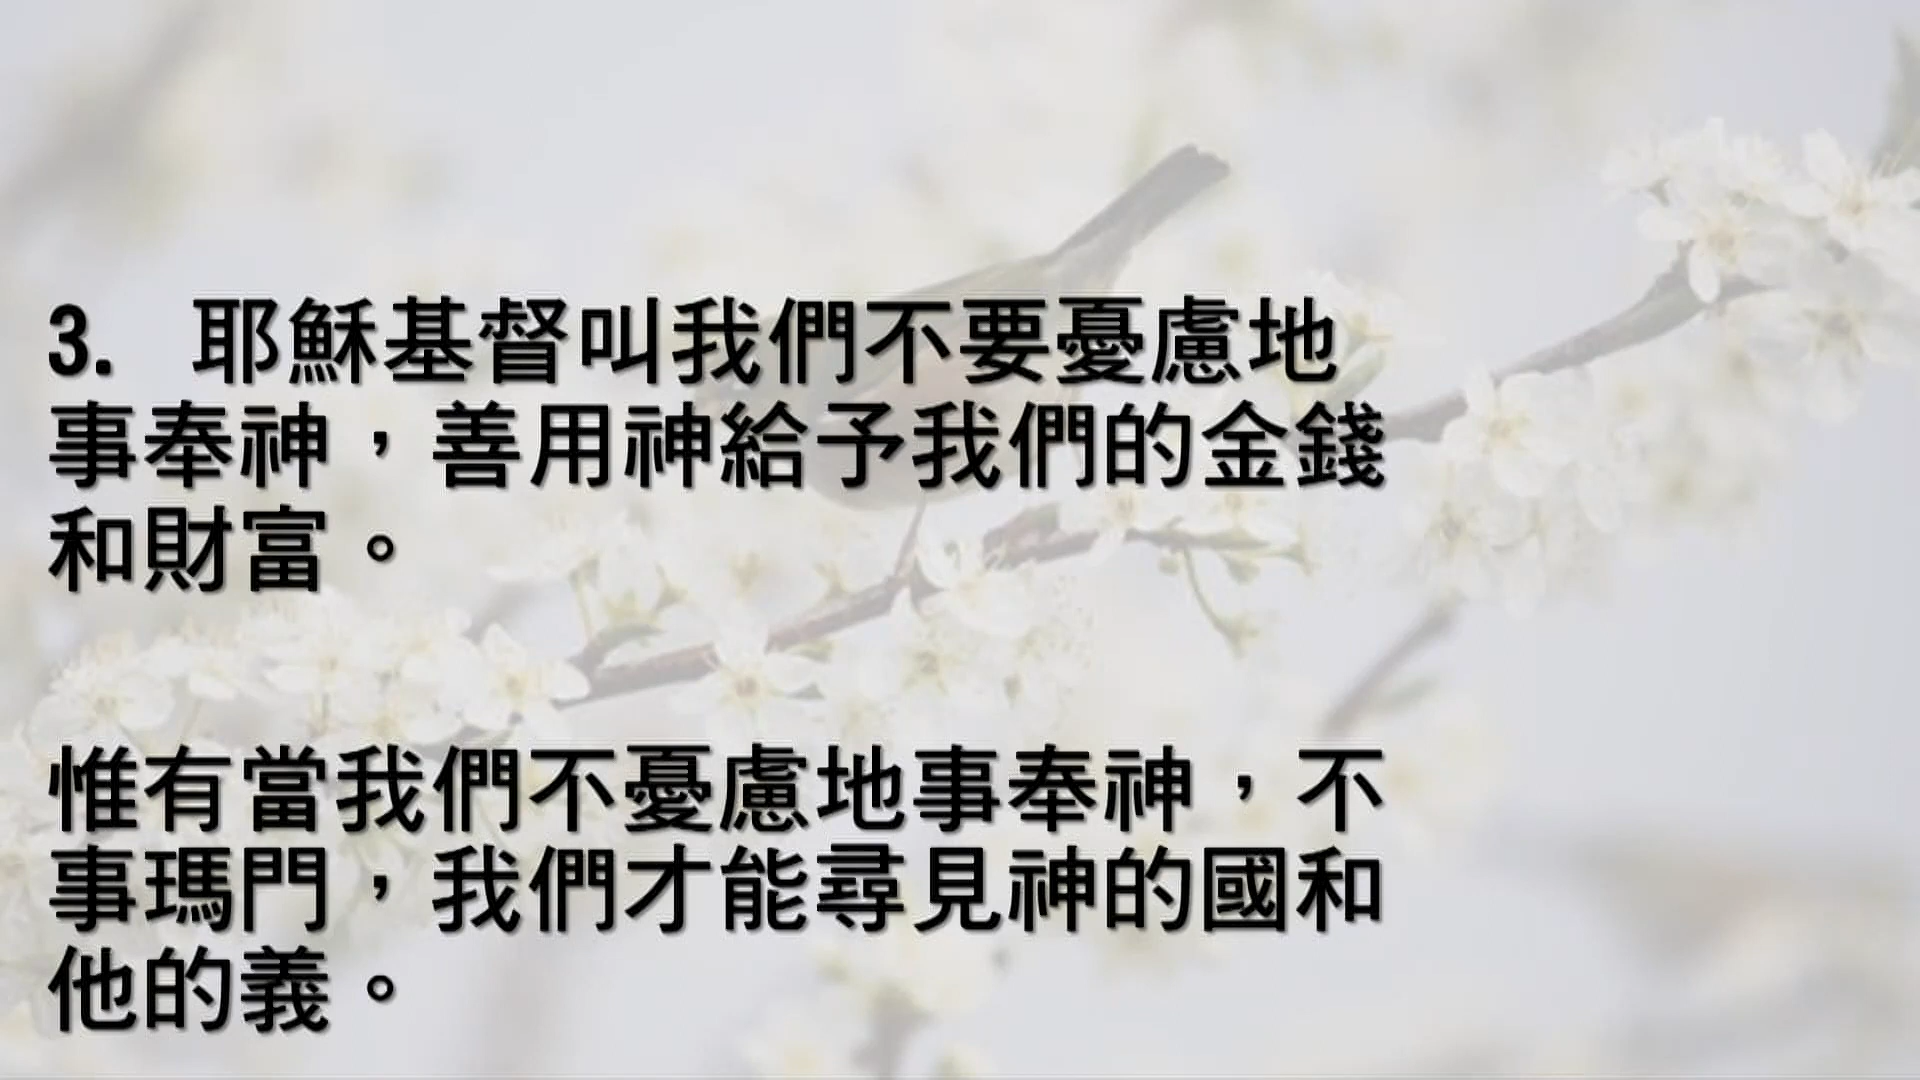 3. 耶穌基督叫我們不要憂慮地
事奉神，善用神給予我們的金錢
和財富。
惟有當我們不憂慮地事奉神，不
事瑪門，我們才能尋見神的國和
他的義。